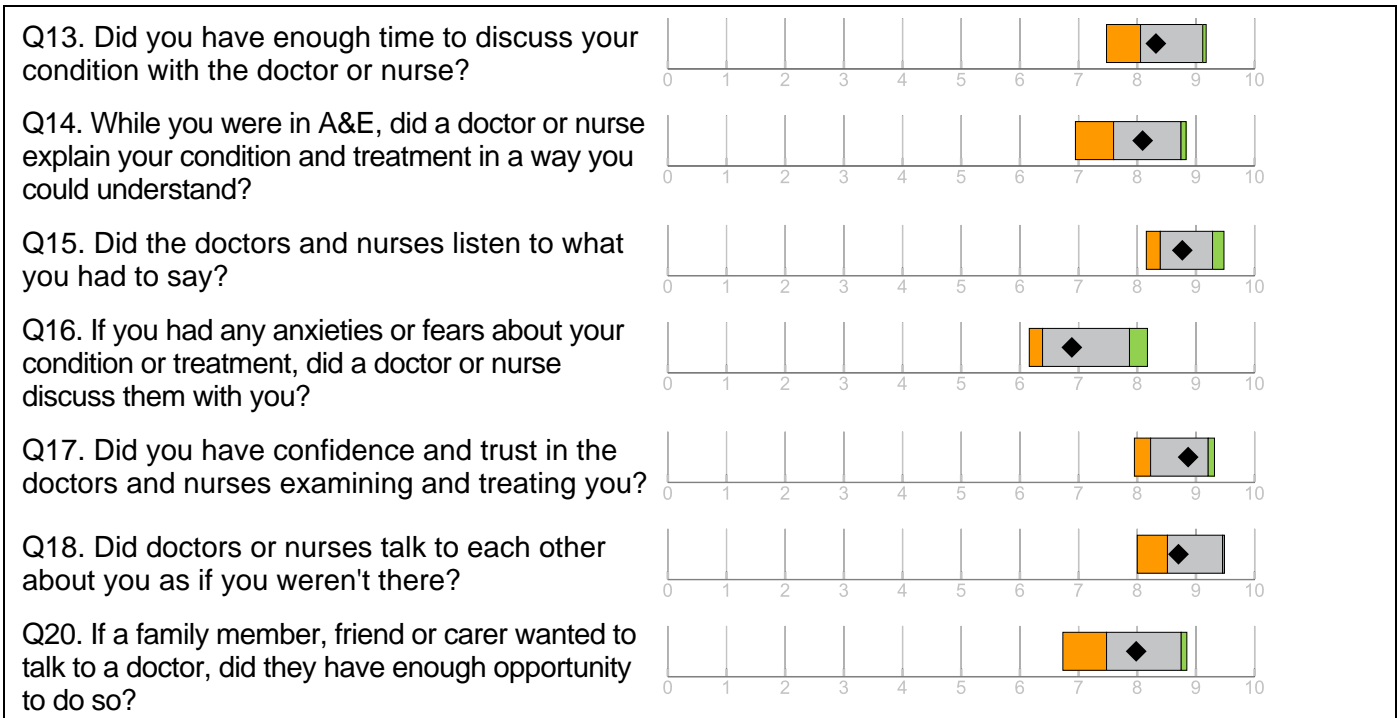 Q13. Did you have enough time to discuss your
condition with the doctor or nurse?
0 1 2 3 4 5 6 7 8 9 10
Q14. While you were in A&E, did a doctor or nurse
explain your condition and treatment in a way you
could understand?
0 1 2 3 4 5 6 7 8 9 10
Q15. Did the doctors and nurses listen to what
you had to say?
0 1 2 3 4 5 6 7 8 9 10
Q16. If you had any anxieties or fears about your
condition or treatment, did a doctor or nurse
discuss them with you?
0 1 2 3 4 5 6 7 8 9 10
Q17. Did you have confidence and trust in the
doctors and nurses examining and treating you?
0 1 2 3 4 5 6 7 8 9 10
Q18. Did doctors or nurses talk to each other
about you as if you weren't there?
0 1 2 3 4 5 6 7 8 9 10
Q20. If a family member, friend or carer wanted to
talk to a doctor, did they have enough opportunity
to do so?
0 1 2 3 4 5 6 7 8 9 10